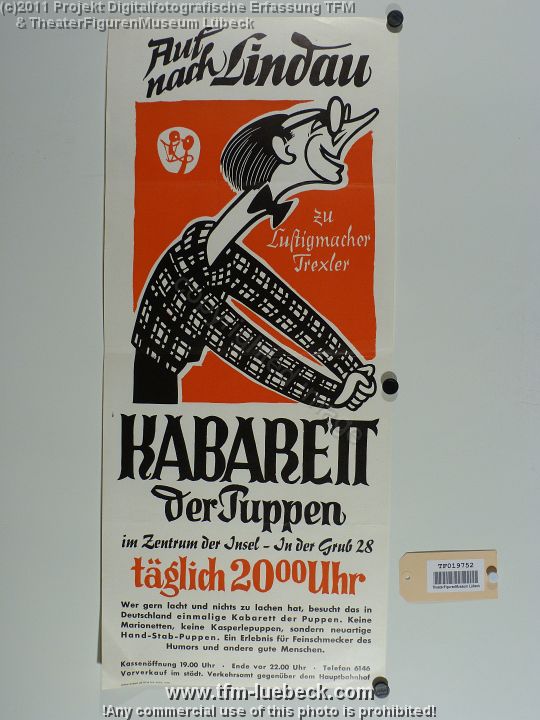 (c)2011 Projekt Digitalfotografische Erfassung TFM
& TheaterFigurenMuseum Lübeck
Auf nach Lindau
zu
Lustigmacher
Trexler
KABARETT
der Puppen
im Zentrum der Insel - In der Grub 28
täglich 20⁰⁰ Uhr
Wer gern lacht und nichts zu lachen hat, besucht das in
Deutschland einmalige Kabarett der Puppen. Keine
Marionetten, keine Kasperlepuppen, sondern neuartige
Hand-Stab-Puppen. Ein Erlebnis für Feinschmecker des
Humors und andere gute Menschen.
Kassenöffnung 19.00 Uhr · Ende vor 22.00 Uhr · Telefon 6146
Vorverkauf im städt. Verkehrsamt gegenüber dem Hauptbahnhof
TF019752
TheaterFigurenMuseum Lübeck
www.tfm-luebeck.com
!Any commercial use of this photo is prohibited!